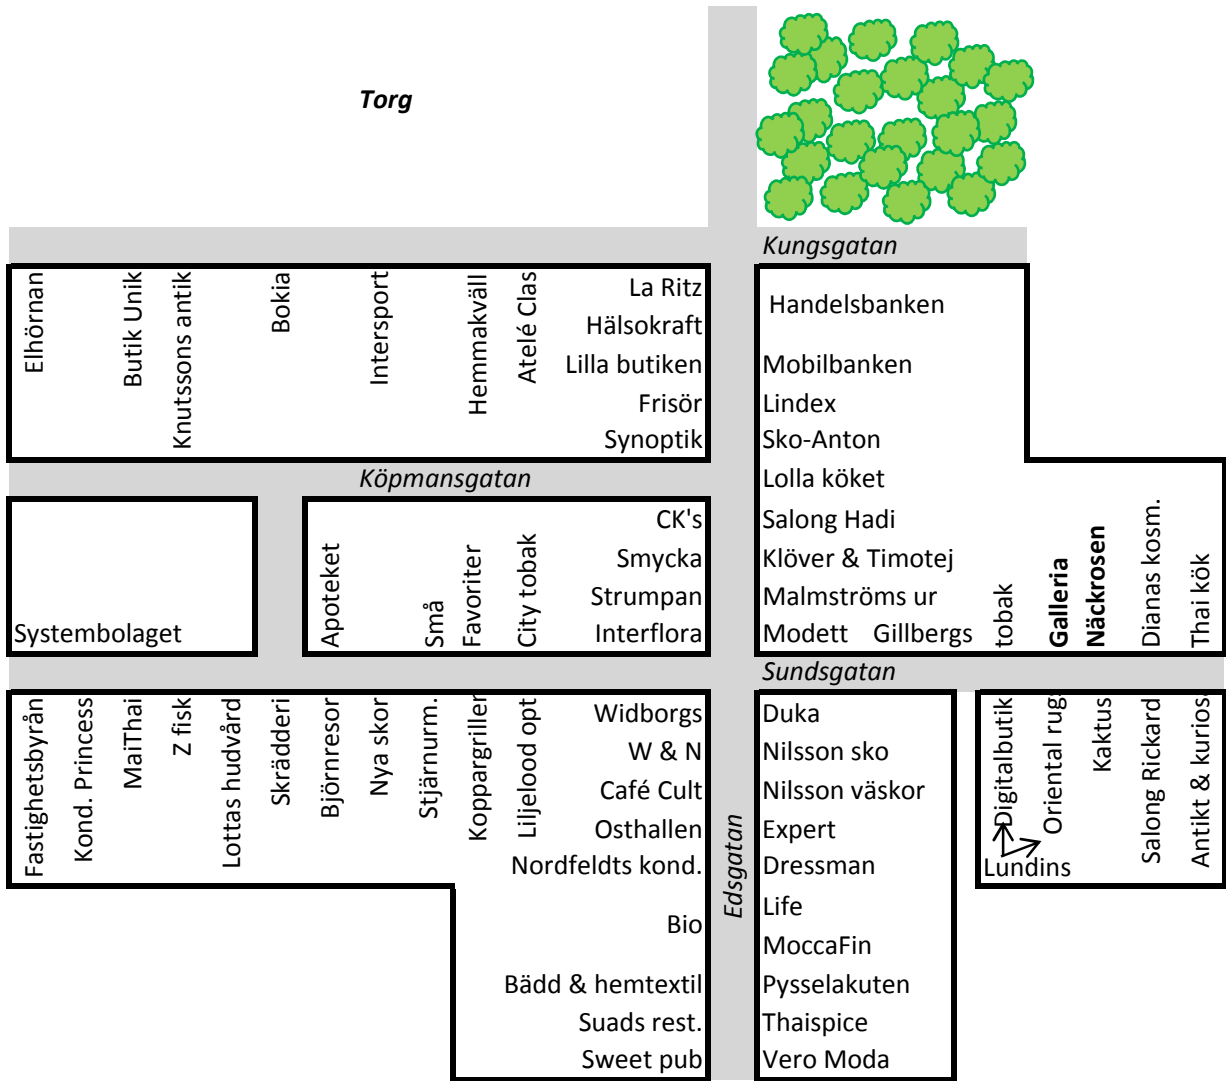 Torg
Kungsgatan
Elhörnan
Butik Unik
Knutssons antik
Bokia
Intersport
Hemmakväll
Atelé Clas
La Ritz
Hälsokraft
Lilla butiken
Frisör
Synoptik
Handelsbanken
Mobilbanken
Lindex
Sko-Anton
Lolla köket
Salong Hadi
Klöver & Timotej
Malmströms ur
Modett Gillbergs
tobak
Galleria
Näckrosen
Dianas kosm.
Thai kök
Köpmansgatan
Systembolaget
Apoteket
Små
Favoriter
City tobak
CK's
Smycka
Strumpan
Interflora
Sundsgatan
Fastighetsbyrån
Kond. Princess
MaiThai
Z fisk
Lottas hudvård
Skrädderi
Björnresor
Nya skor
Stjärnurm.
Koppargriller
Liljelood opt
Widborgs
W & N
Café Cult
Osthallen
Nordfeldts kond.
Bio
Bädd & hemtextil
Suads rest.
Sweet pub
Edsgatan
Duka
Nilsson sko
Nilsson väskor
Expert
Dressman
Life
MoccaFin
Pysselakuten
Thaispice
Vero Moda
Digitalbutik
Oriental rug
Kaktus
Salong Rickard
Antikt & kurios
Lundins